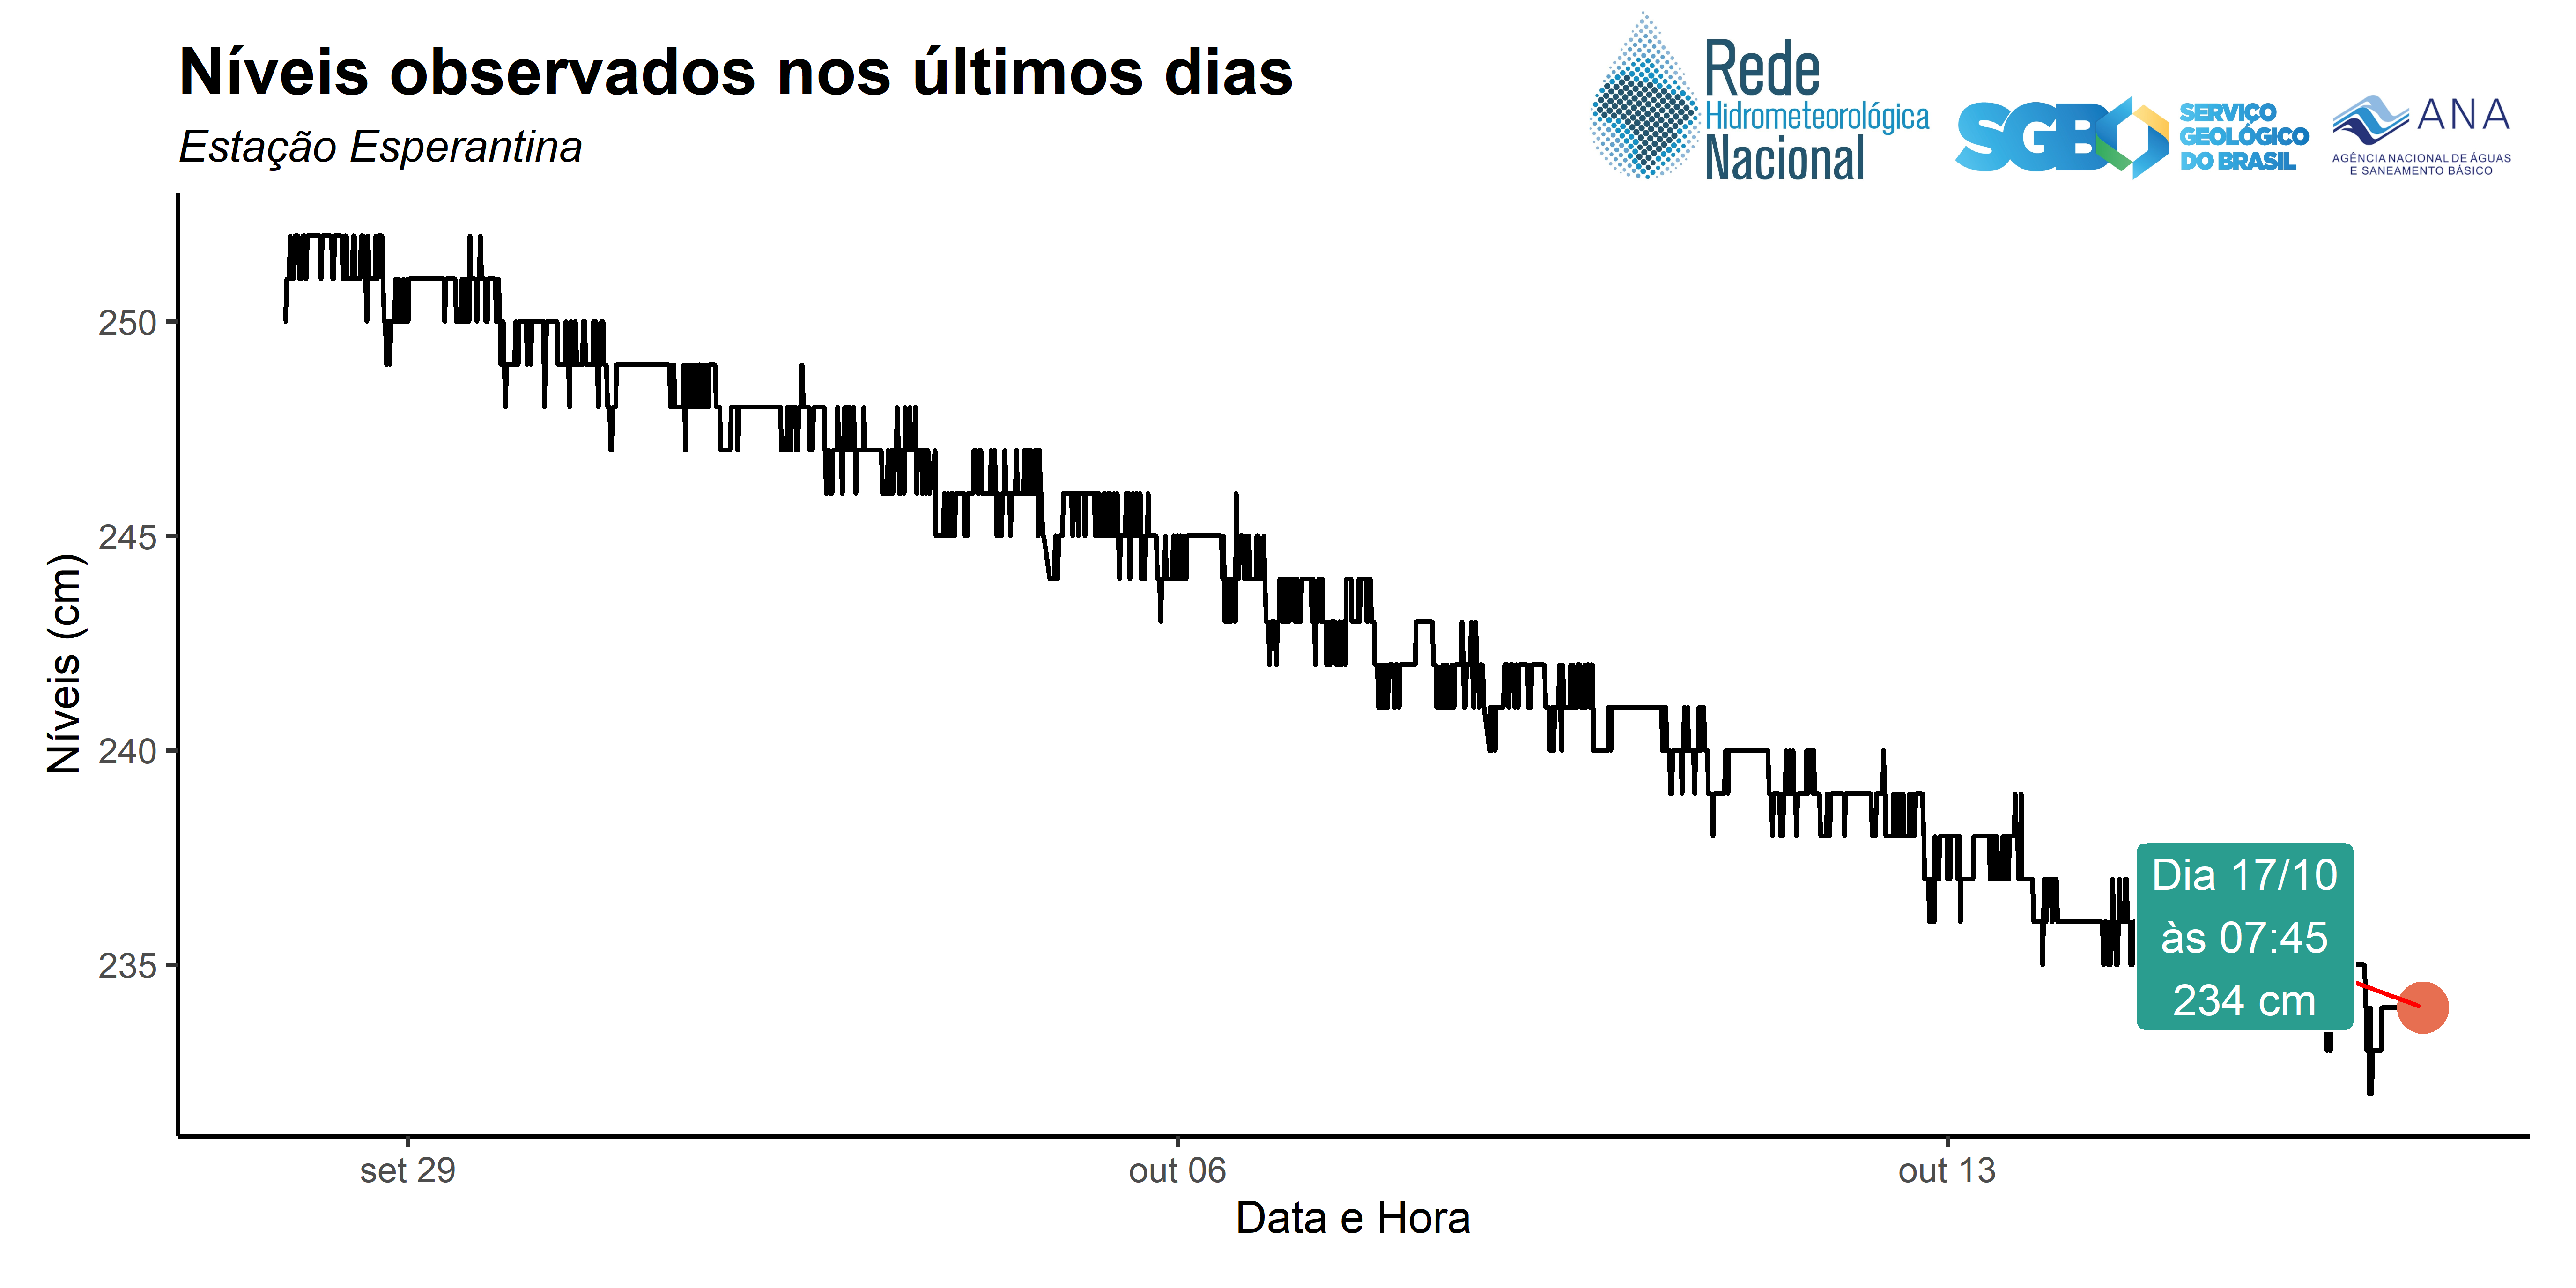 Níveis observados nos últimos dias
Estação Esperantina
Rede
Hidrometeorológica
Nacional
SGB
SERVIÇO
GEOLÓGICO
DO BRASIL
ANA
AGÊNCIA NACIONAL DE ÁGUAS
E SANEAMENTO BÁSICO
Níveis (cm)
250
245
240
235
Dia 17/10
às 07:45
234 cm
set 29
out 06
out 13
Data e Hora